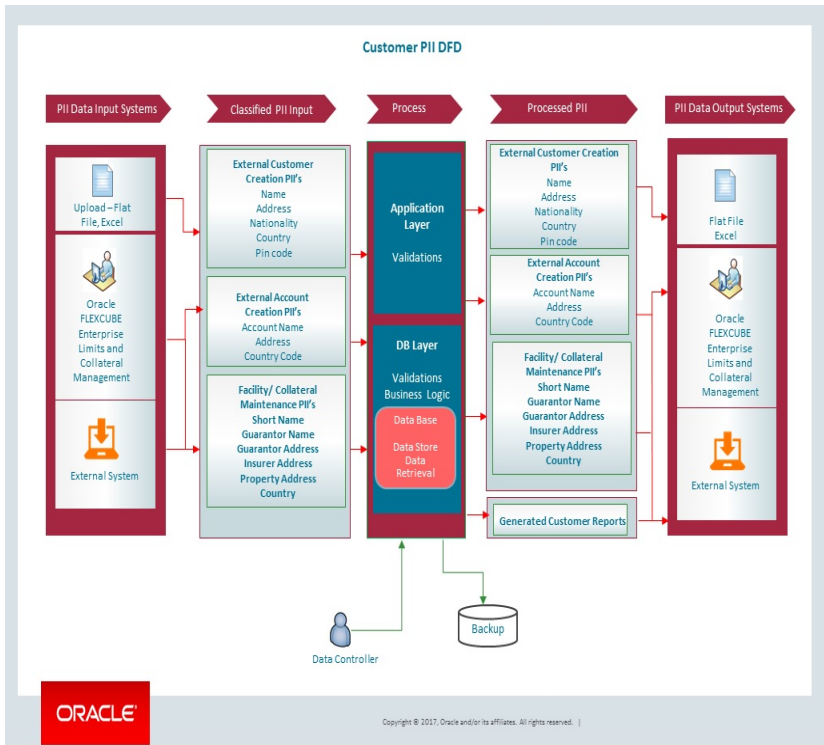 Customer PII DFD
PII Data Input Systems
Classified PII Input
Process
Processed PII
PII Data Output Systems
Upload – Flat
File, Excel
Oracle
FLEXCUBE
Enterprise
Limits and
Collateral
Management
External System
External Customer
Creation PII's
Name
Address
Nationality
Country
Pin code
External Account
Creation PII's
Account Name
Address
Country Code
Facility/ Collateral
Maintenance PII's
Short Name
Guarantor Name
Guarantor Address
Insurer Address
Property Address
Country
Application
Layer
Validations
DB Layer
Validations
Business Logic
Data Base
Data Store
Data
Retrieval
External Customer Creation
PII's
Name
Address
Nationality
Country
Pin code
External Account
Creation PII's
Account Name
Address
Country Code
Facility/ Collateral
Maintenance PII's
Short Name
Guarantor Name
Guarantor Address
Insurer Address
Property Address
Country
Generated Customer Reports
Flat File
Excel
Oracle
FLEXCUBE
Enterprise
Limits and
Collateral
Management
External System
Data Controller
Backup
ORACLE
Copyright © 2017, Oracle and/or its affiliates. All rights reserved. |